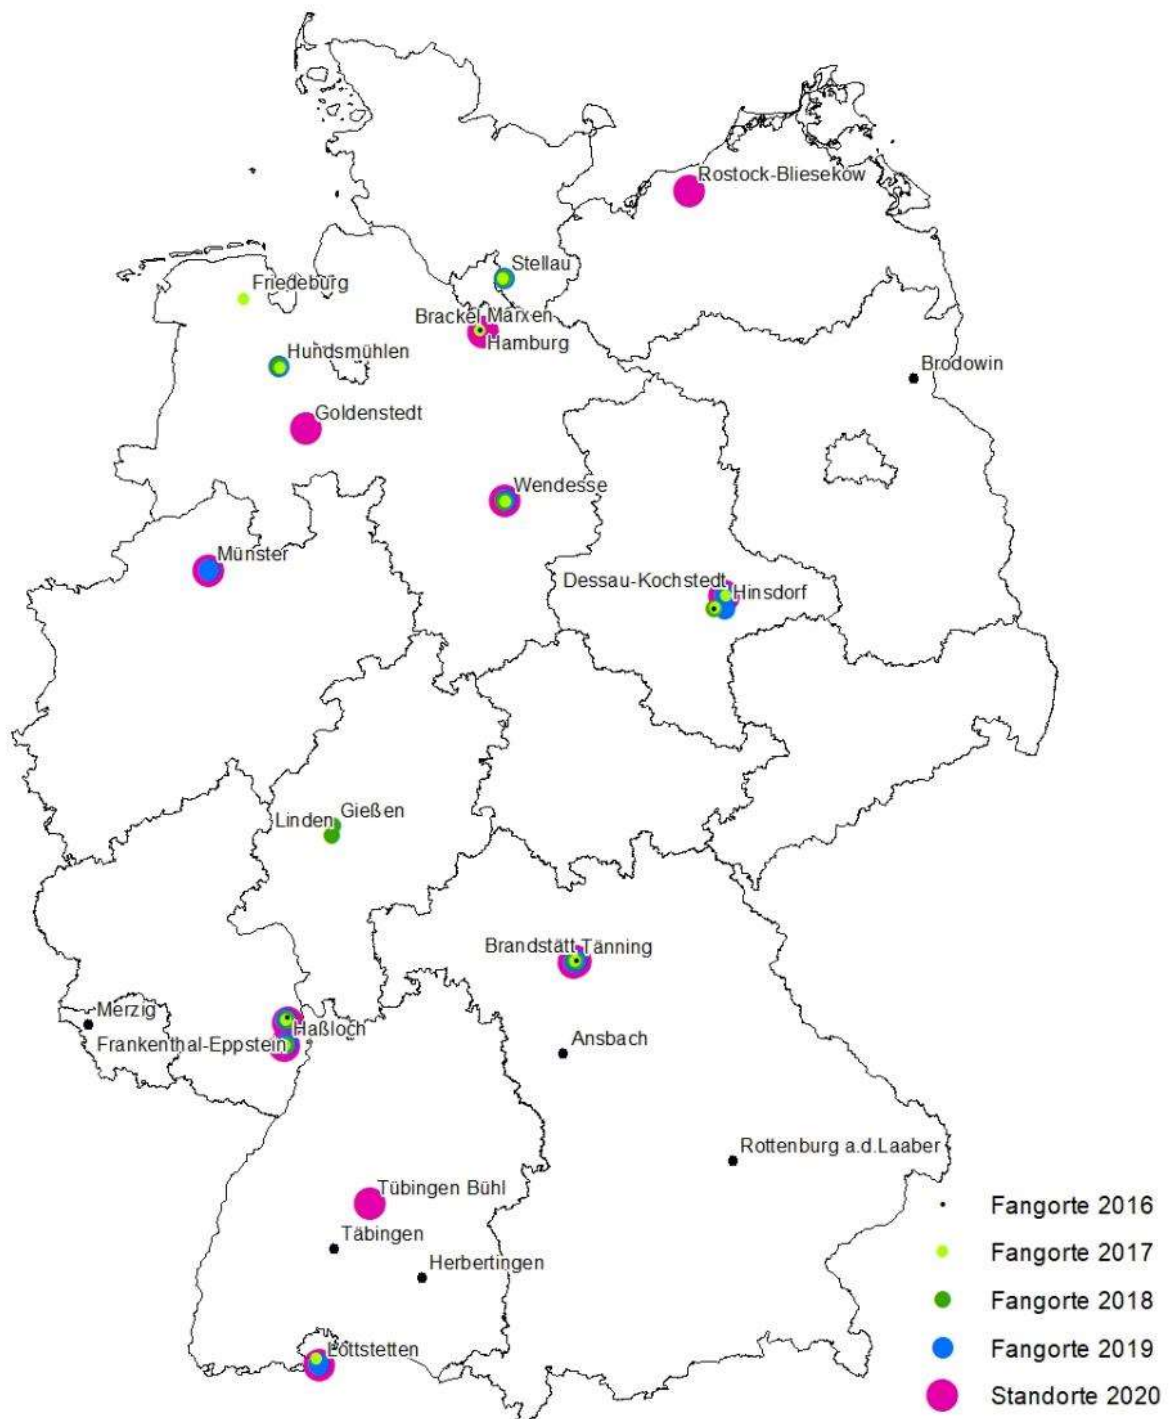 Rostock-Bliesekow
Stellau
Friedeburg
Brackel Marxen
Hamburg
Hundsmühlen
Brodowin
Goldenstedt
Wendesse
Münster
Dessau-Kochstedt
Hinsdorf
Gießen
Linden
Brandstätt Tänning
Merzig
Haßloch
Frankenthal-Eppstein
Ansbach
Rottenburg a.d.Laaber
Tübingen Bühl
Täbingen
Herbertingen
Lottstetten
Fangorte 2016
Fangorte 2017
Fangorte 2018
Fangorte 2019
Standorte 2020